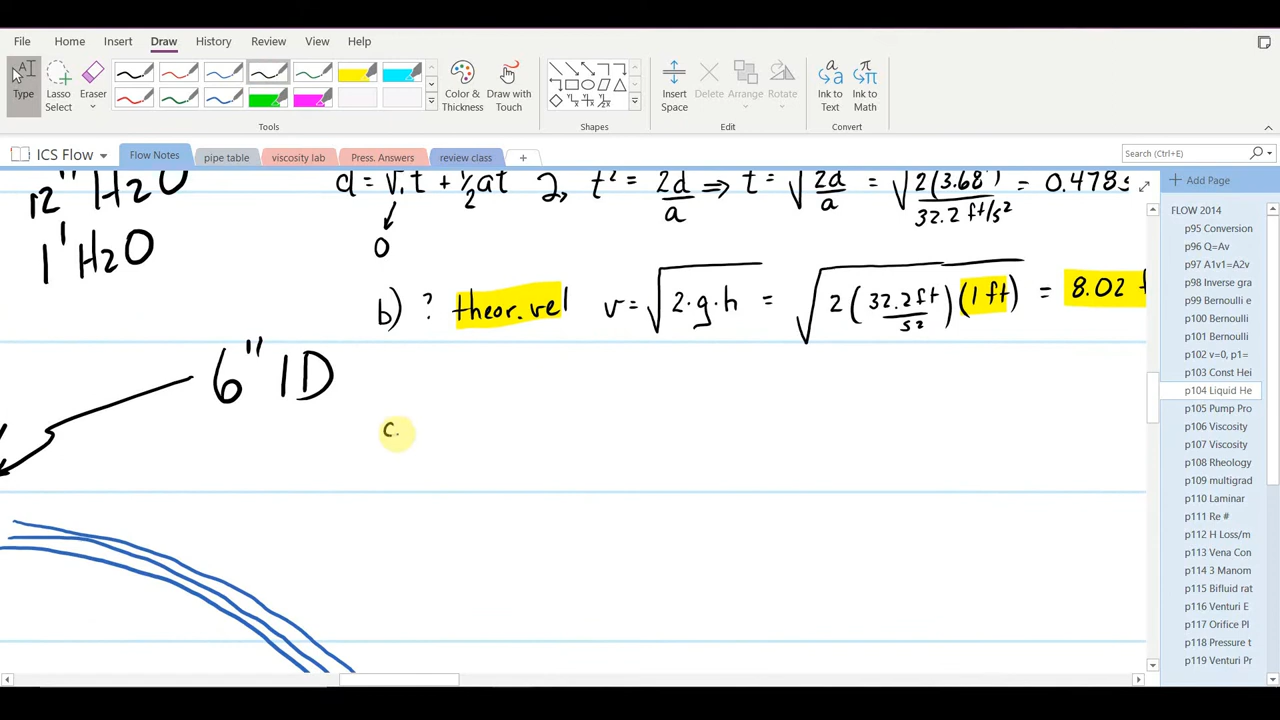 File Home Insert Draw History Review View Help
Type
Lasso Select
Eraser
Color & Thickness
Draw with Touch
Insert Space
Delete
Arrange
Rotate
Ink to Text
Ink to Math
Tools
Shapes
Edit
Convert
ICS Flow
Flow Notes
pipe table
viscosity lab
Press. Answers
review class
+
Search (Ctrl+E)
12" H2O
1' H2O
d = v₁t + ½at 2, t² = 2d/a ⇒ t = √(2d/a) = √(2(3.68')/32.2 ft/s²) = 0.478s
0
b) ? theor. vel v = √2·g·h = √2(32.2ft/s²)(1 ft) = 8.02 f
6" ID
c.
Add Page
FLOW 2014
p95 Conversion
p96 Q=Av
p97 A1v1=A2v
p98 Inverse gra
p99 Bernoulli e
p100 Bernoulli
p101 Bernoulli
p102 v=0, p1=
p103 Const Hei
p104 Liquid He
p105 Pump Pro
p106 Viscosity
p107 Viscosity
p108 Rheology
p109 multigrad
p110 Laminar
p111 Re #
p112 H Loss/m
p113 Vena Con
p114 3 Manom
p115 Bifluid rat
p116 Venturi E
p117 Orifice Pl
p118 Pressure t
p119 Venturi Pr